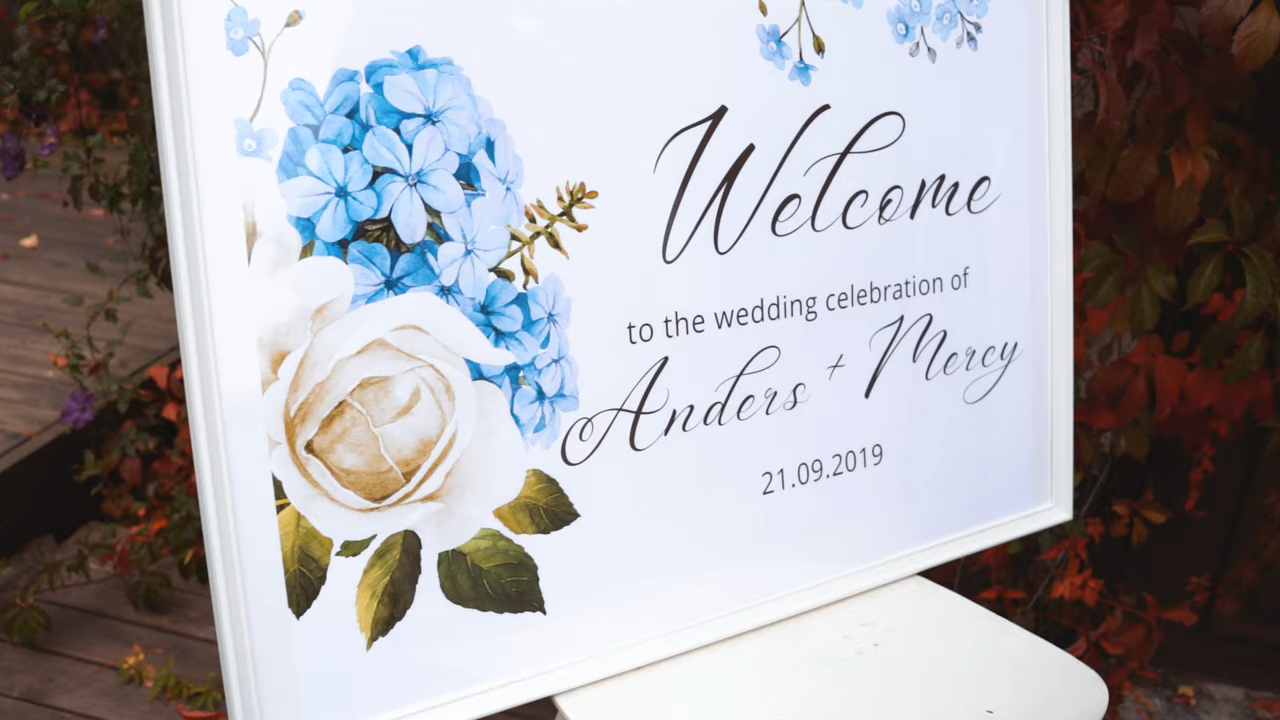 Welcome
to the wedding celebration of
Anders + Mercy
21.09.2019